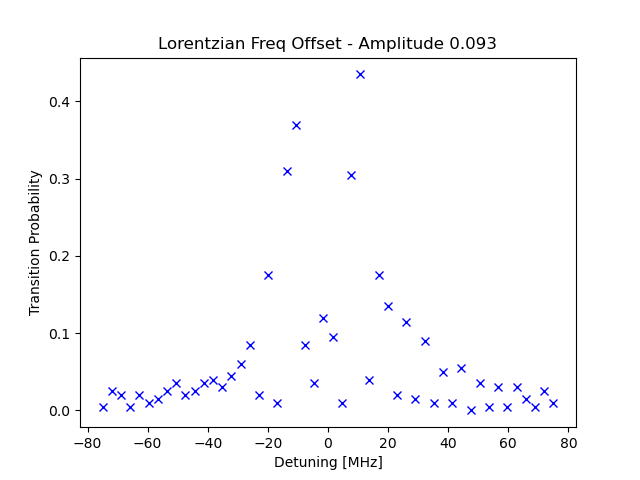 Lorentzian Freq Offset - Amplitude 0.093
Transition Probability
0.4
0.3
0.2
0.1
0.0
−80 −60 −40 −20 0 20 40 60 80
Detuning [MHz]